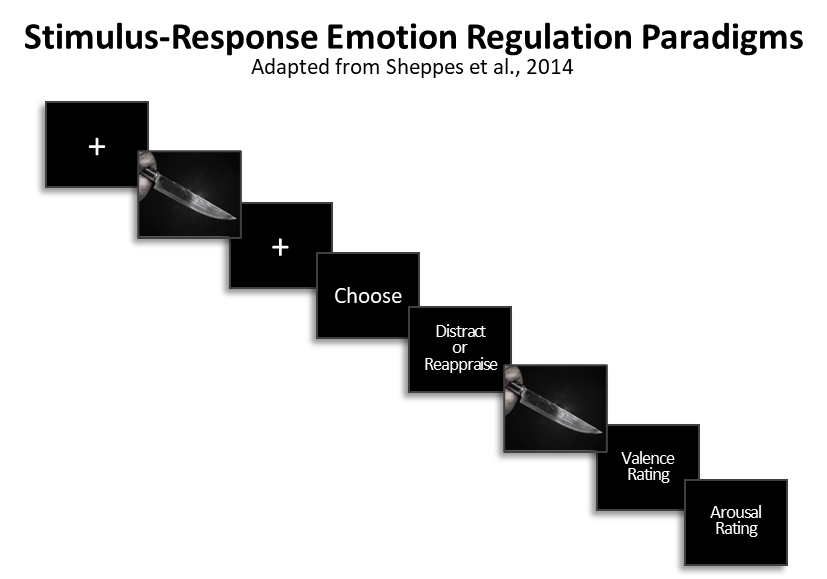 Stimulus-Response Emotion Regulation Paradigms
Adapted from Sheppes et al., 2014
+
+
Choose
Distract
or
Reappraise
Valence
Rating
Arousal
Rating